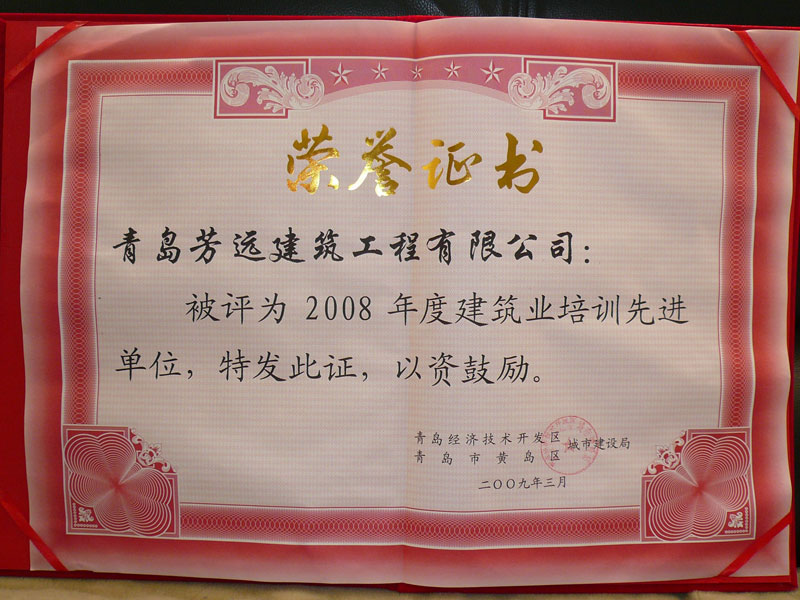 荣誉证书
青岛芳远建筑工程有限公司：
被评为 2008 年度建筑业培训先进
单位，特发此证，以资鼓励。
青岛经济技术开发区
青岛市黄岛区
城市建设局
二〇〇九年三月